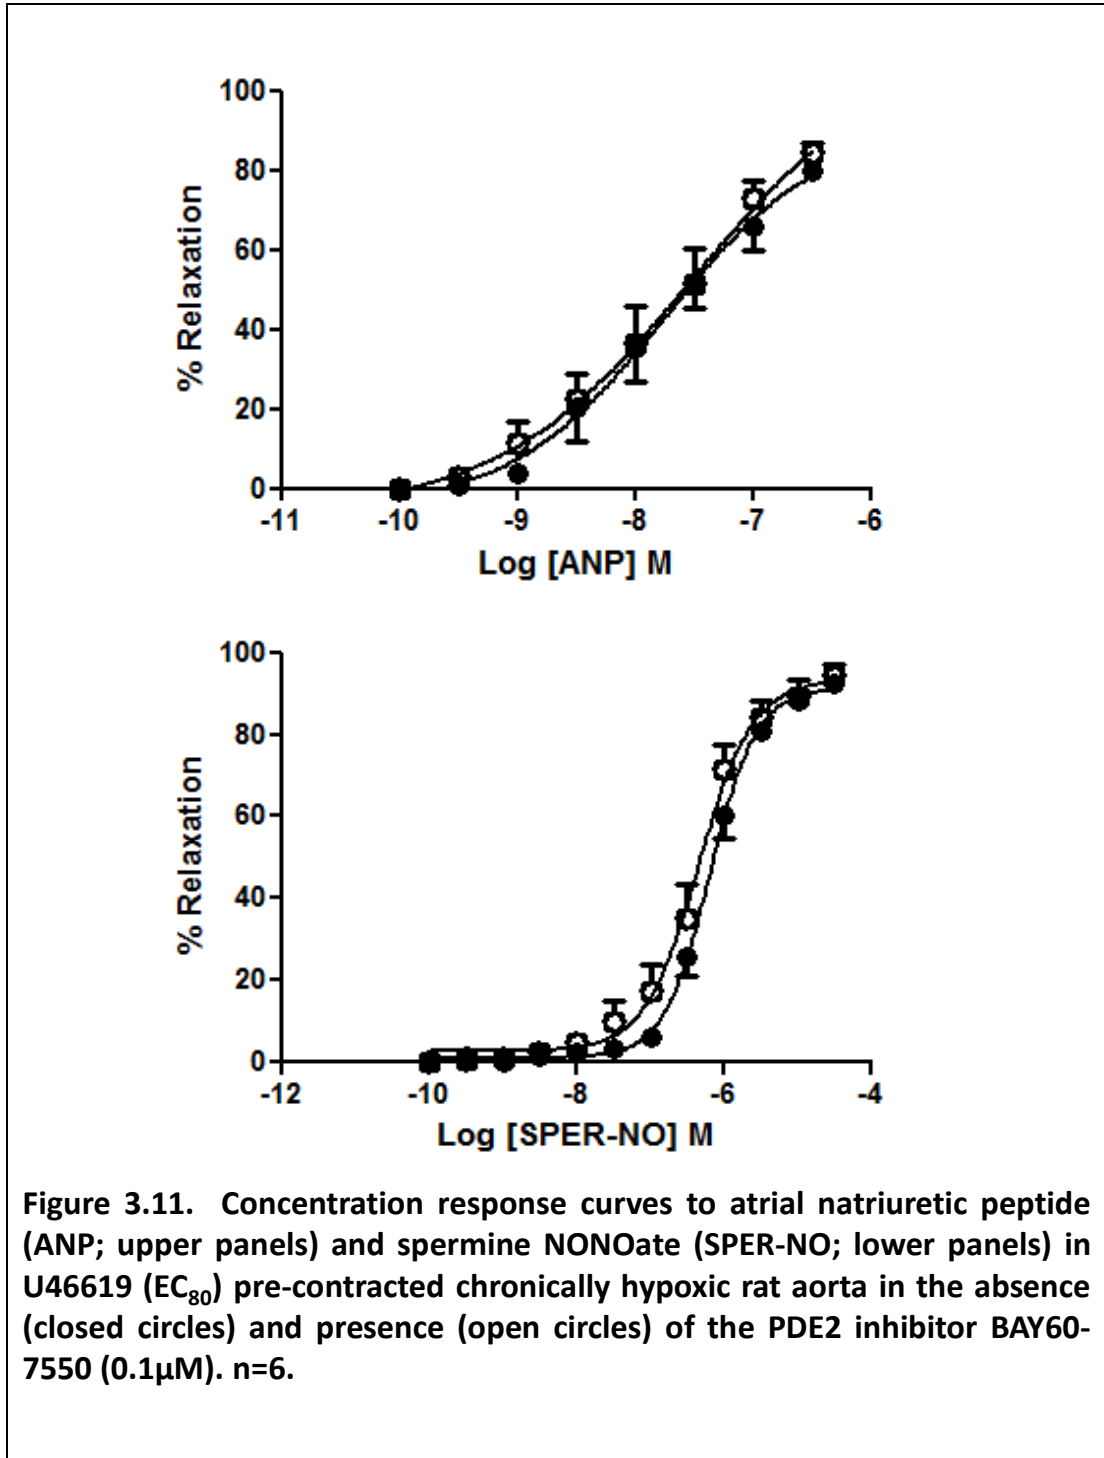 100
80
60
40
20
0
% Relaxation
-11 -10 -9 -8 -7 -6
Log [ANP] M
100
80
60
40
20
0
% Relaxation
-12 -10 -8 -6 -4
Log [SPER-NO] M
Figure 3.11. Concentration response curves to atrial natriuretic peptide
(ANP; upper panels) and spermine NONOate (SPER-NO; lower panels) in
U46619 (EC₈₀) pre-contracted chronically hypoxic rat aorta in the absence
(closed circles) and presence (open circles) of the PDE2 inhibitor BAY60-
7550 (0.1μM). n=6.